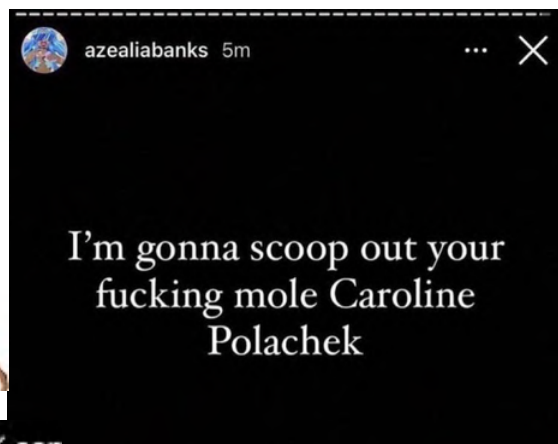 azealiabanks 5m
I'm gonna scoop out your
fucking mole Caroline
Polachek